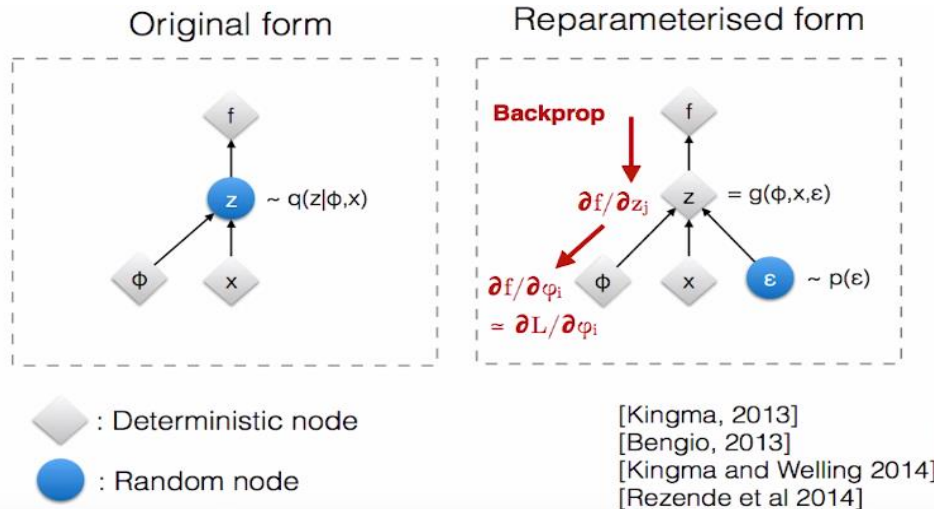 Original form
f
z
~ q(z|ϕ,x)
ϕ
x
Reparameterised form
Backprop
f
∂f/∂zⱼ
z
= g(ϕ,x,ε)
∂f/∂φᵢ
≃ ∂L/∂φᵢ
ϕ
x
ε
~ p(ε)
: Deterministic node
: Random node
[Kingma, 2013]
[Bengio, 2013]
[Kingma and Welling 2014]
[Rezende et al 2014]